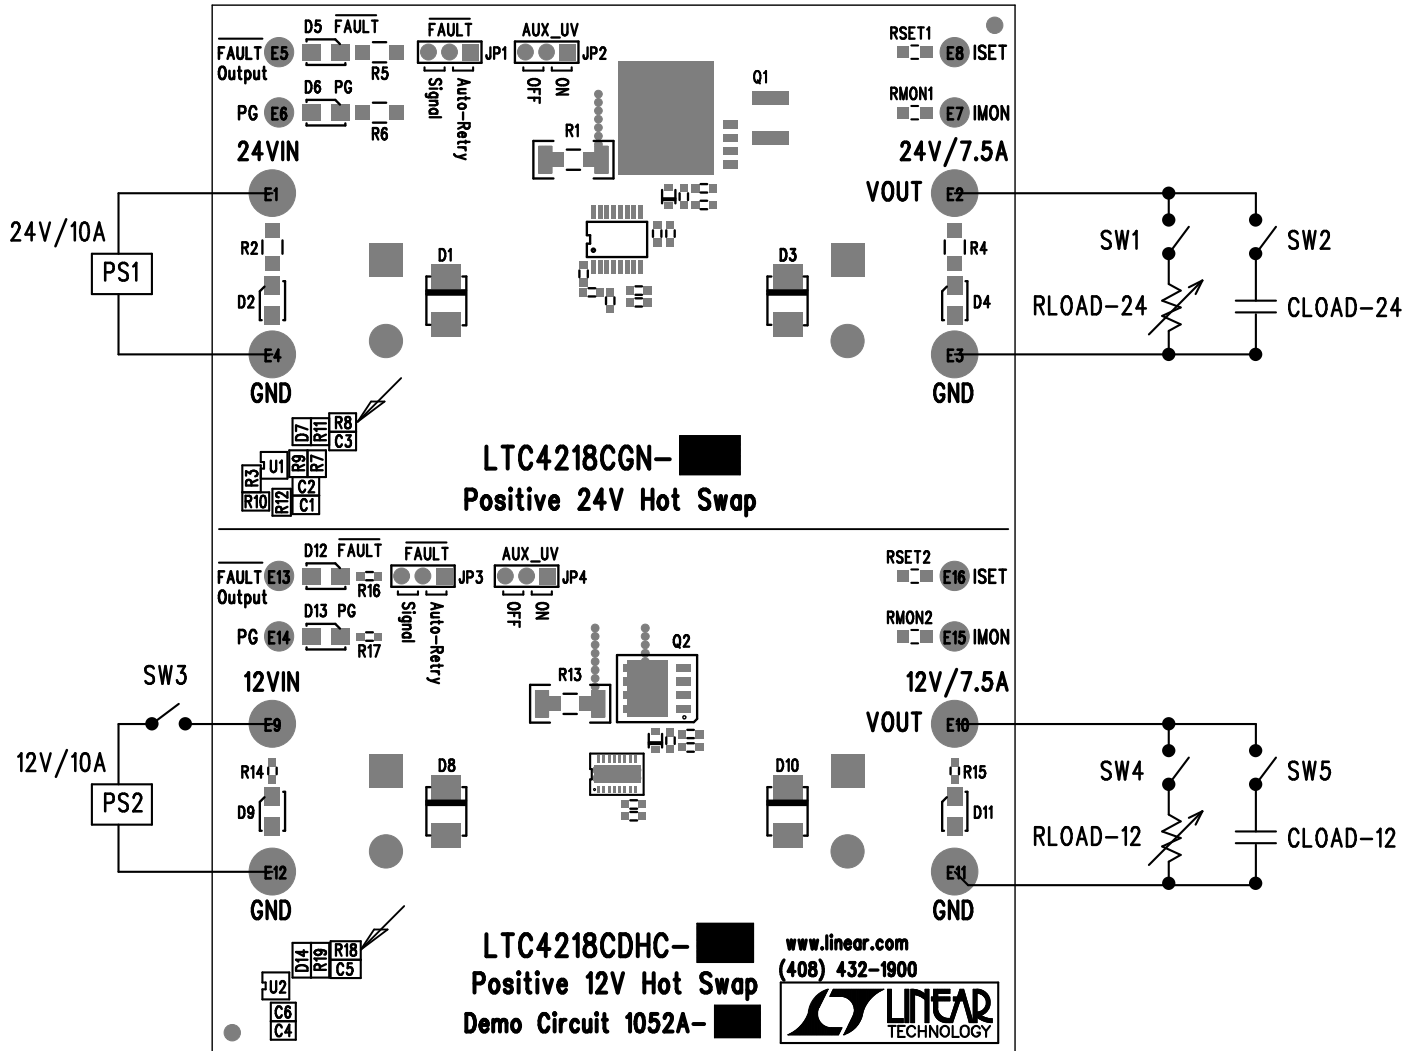 D5 FAULT
FAULT
Output
E5
R5
D6 PG
PG E6
R6
FAULT
JP1
Signal
Auto-Retry
AUX_UV
JP2
OFF
ON
Q1
R1
RSET1
E8 ISET
RMON1
E7 IMON
24VIN
24V/7.5A
E1
VOUT
E2
24V/10A
PS1
R2
D2
D1
D3
R4
D4
SW1
SW2
RLOAD-24
CLOAD-24
E4
GND
E3
GND
D7
R11
R8
C3
U1
R9
R7
R3
R10
R12
C2
C1
LTC4218CGN-
Positive 24V Hot Swap
D12 FAULT
FAULT
Output
E13
R16
D13 PG
PG E14
R17
FAULT
JP3
Signal
Auto-Retry
AUX_UV
JP4
OFF
ON
Q2
R13
RSET2
E16 ISET
RMON2
E15 IMON
SW3
12VIN
12V/7.5A
E9
VOUT
E10
12V/10A
PS2
R14
D9
D8
D10
R15
D11
SW4
SW5
RLOAD-12
CLOAD-12
E12
GND
E11
GND
D14
R19
R18
C5
U2
C6
C4
LTC4218CDHC-
Positive 12V Hot Swap
Demo Circuit 1052A-
www.linear.com
(408) 432-1900
LINEAR
TECHNOLOGY